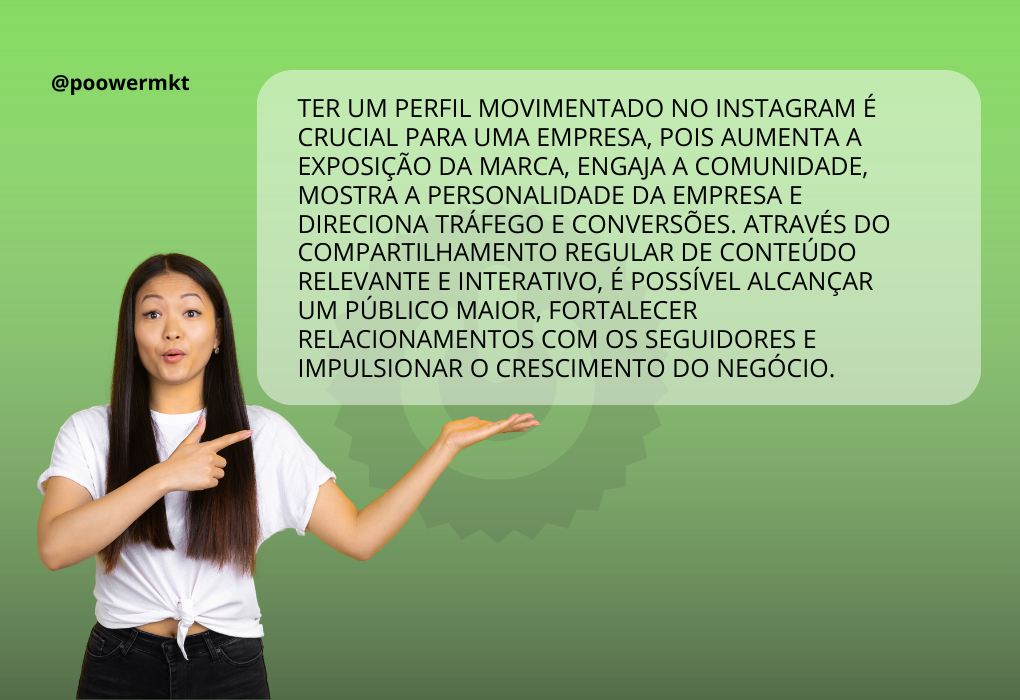 @poowermkt
TER UM PERFIL MOVIMENTADO NO INSTAGRAM É
CRUCIAL PARA UMA EMPRESA, POIS AUMENTA A
EXPOSIÇÃO DA MARCA, ENGAJA A COMUNIDADE,
MOSTRA A PERSONALIDADE DA EMPRESA E
DIRECIONA TRÁFEGO E CONVERSÕES. ATRAVÉS DO
COMPARTILHAMENTO REGULAR DE CONTEÚDO
RELEVANTE E INTERATIVO, É POSSÍVEL ALCANÇAR
UM PÚBLICO MAIOR, FORTALECER
RELACIONAMENTOS COM OS SEGUIDORES E
IMPULSIONAR O CRESCIMENTO DO NEGÓCIO.